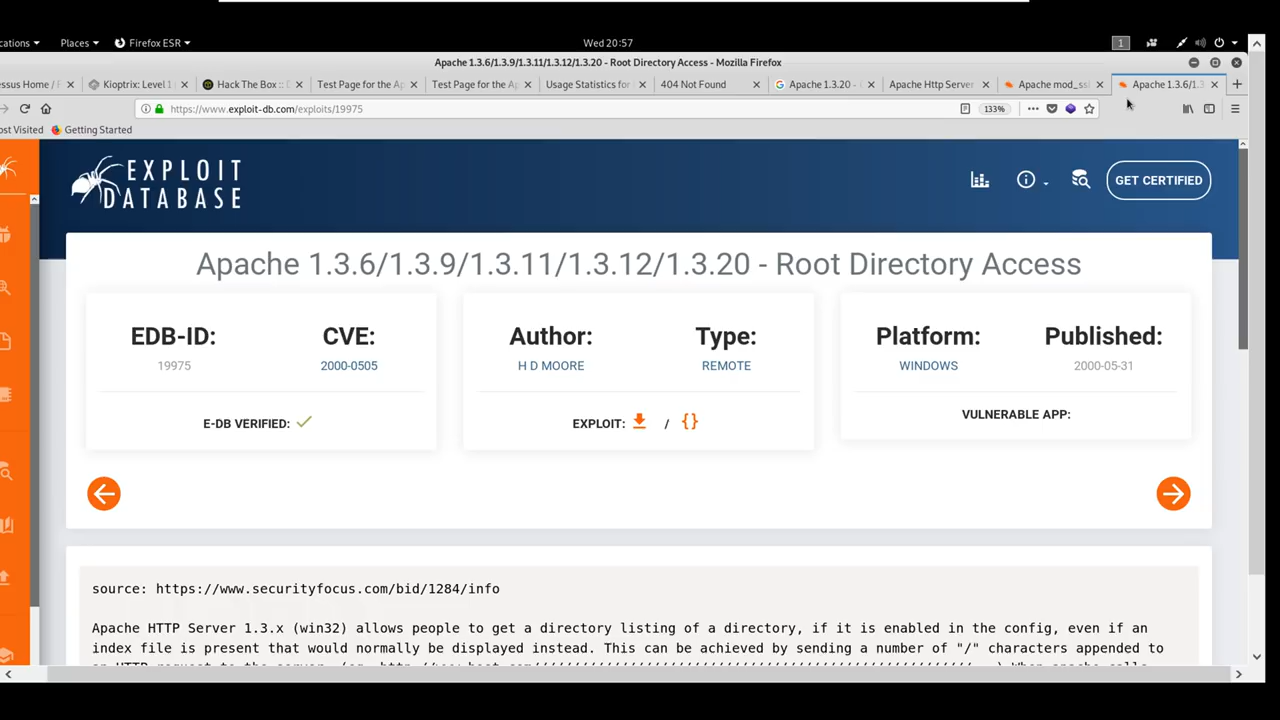 cations
Places
Firefox ESR
Wed 20:57
1
Apache 1.3.6/1.3.9/1.3.11/1.3.12/1.3.20 - Root Directory Access - Mozilla Firefox
essus Home /
Kioptrix: Level 1
Hack The Box ::
Test Page for the Ap
Test Page for the Ap
Usage Statistics for
404 Not Found
Apache 1.3.20 -
Apache Http Server
Apache mod_ss
Apache 1.3.6/1.3
https://www.exploit-db.com/exploits/19975
133%
ost Visited
Getting Started
EXPLOIT
DATABASE
GET CERTIFIED
Apache 1.3.6/1.3.9/1.3.11/1.3.12/1.3.20 - Root Directory Access
EDB-ID:
19975
CVE:
2000-0505
E-DB VERIFIED:
Author:
H D MOORE
Type:
REMOTE
EXPLOIT: / {}
Platform:
WINDOWS
Published:
2000-05-31
VULNERABLE APP:
source: https://www.securityfocus.com/bid/1284/info
Apache HTTP Server 1.3.x (win32) allows people to get a directory listing of a directory, if it is enabled in the config, even if an
index file is present that would normally be displayed instead. This can be achieved by sending a number of "/" characters appended to